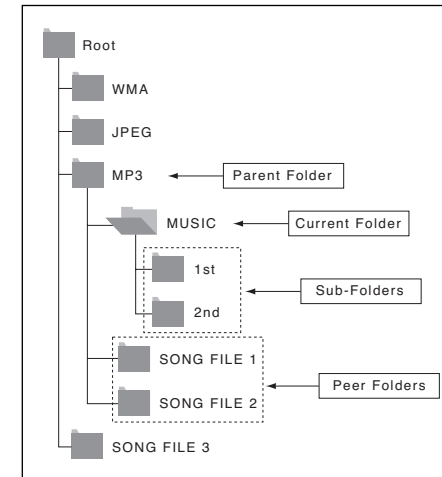 Root
WMA
JPEG
MP3
Parent Folder
MUSIC
Current Folder
1st
Sub-Folders
2nd
SONG FILE 1
Peer Folders
SONG FILE 2
SONG FILE 3